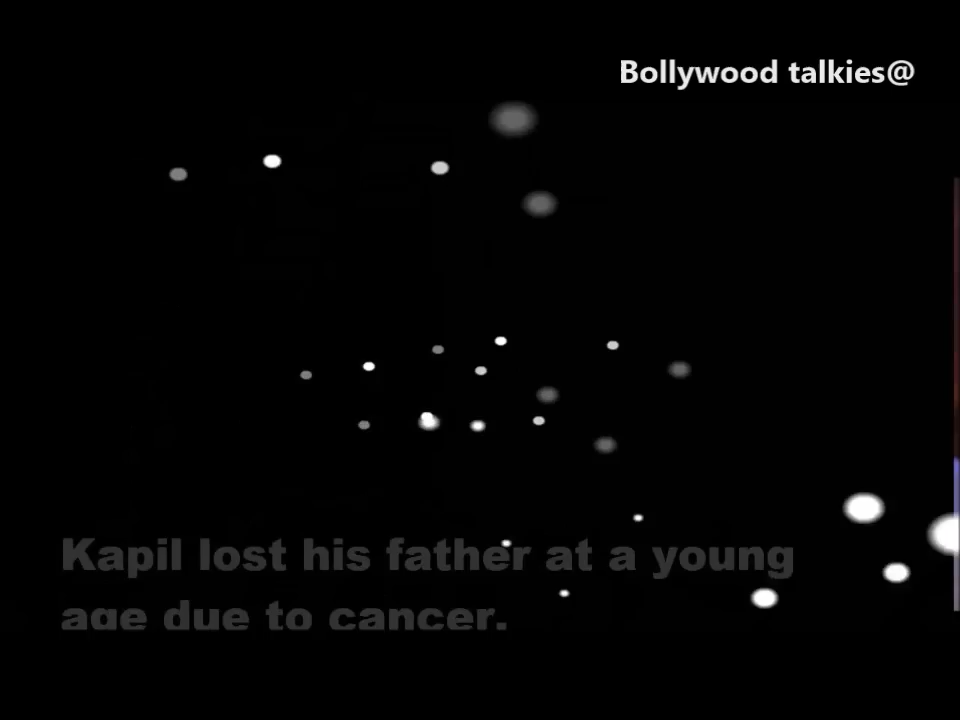 Bollywood talkies@
Kapil lost his father at a young
age due to cancer.